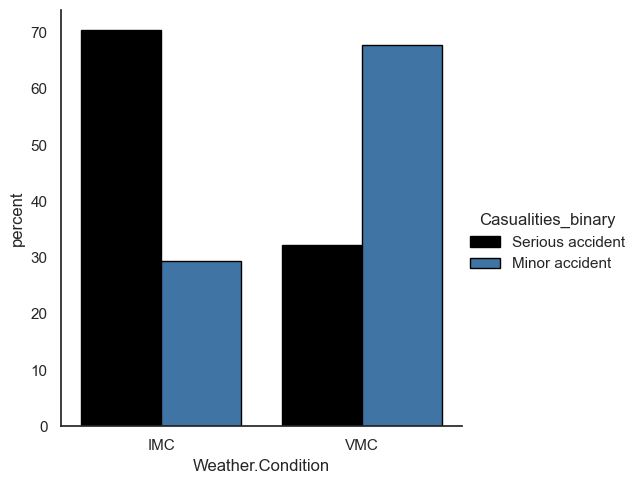 70
60
50
40
30
20
10
0
percent
IMC
VMC
Weather.Condition
Casualities_binary
Serious accident
Minor accident